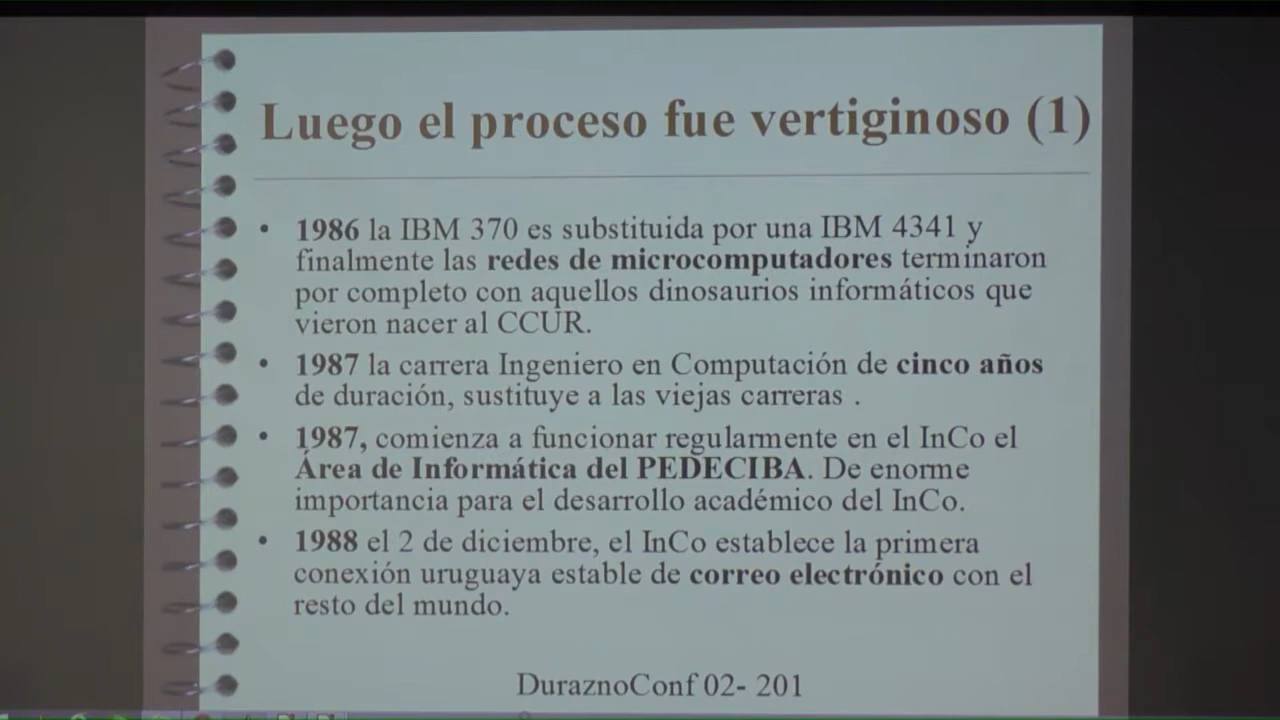 Luego el proceso fue vertiginoso (1)
• 1986 la IBM 370 es substituida por una IBM 4341 y
finalmente las redes de microcomputadores terminaron
por completo con aquellos dinosaurios informáticos que
vieron nacer al CCUR.
• 1987 la carrera Ingeniero en Computación de cinco años
de duración, sustituye a las viejas carreras .
• 1987, comienza a funcionar regularmente en el InCo el
Área de Informática del PEDECIBA. De enorme
importancia para el desarrollo académico del InCo.
• 1988 el 2 de diciembre, el InCo establece la primera
conexión uruguaya estable de correo electrónico con el
resto del mundo.
DuraznoConf 02- 201